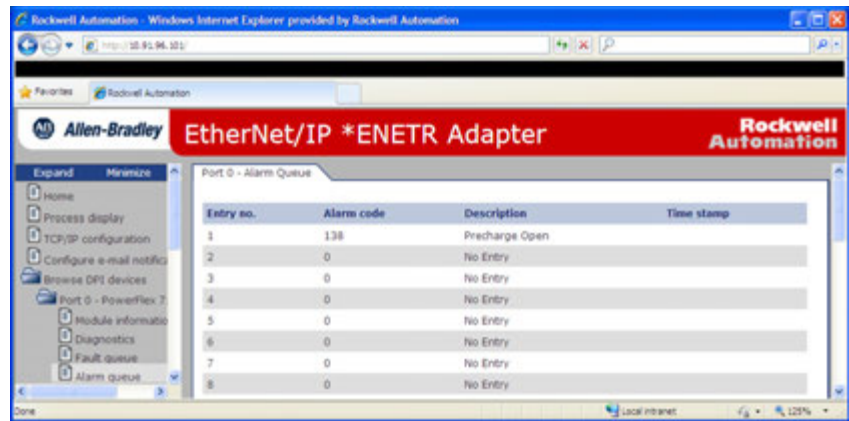 Rockwell Automation - Windows Internet Explorer provided by Rockwell Automation
http://10.91.96.101/
Favorites
Rockwell Automation
AB Allen-Bradley
EtherNet/IP *ENETR Adapter
Rockwell
Automation
Expand Minimize
Home
Process display
TCP/IP configuration
Configure e-mail notifica
Browse DPI devices
Port 0 - PowerFlex 7
Module informatio
Diagnostics
Fault queue
Alarm queue
Port 0 - Alarm Queue
Entry no. Alarm code Description Time stamp
1 138 Precharge Open
2 0 No Entry
3 0 No Entry
4 0 No Entry
5 0 No Entry
6 0 No Entry
7 0 No Entry
8 0 No Entry
Done
Local intranet
125%